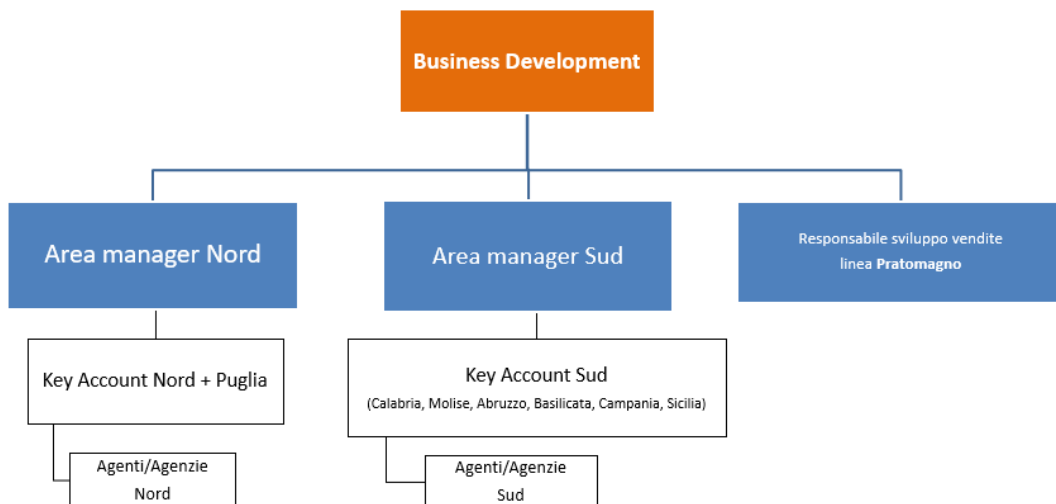 Business Development
Area manager Nord
Area manager Sud
Responsabile sviluppo vendite
linea Pratomagno
Key Account Nord + Puglia
Key Account Sud
(Calabria, Molise, Abruzzo, Basilicata, Campania, Sicilia)
Agenti/Agenzie
Nord
Agenti/Agenzie
Sud